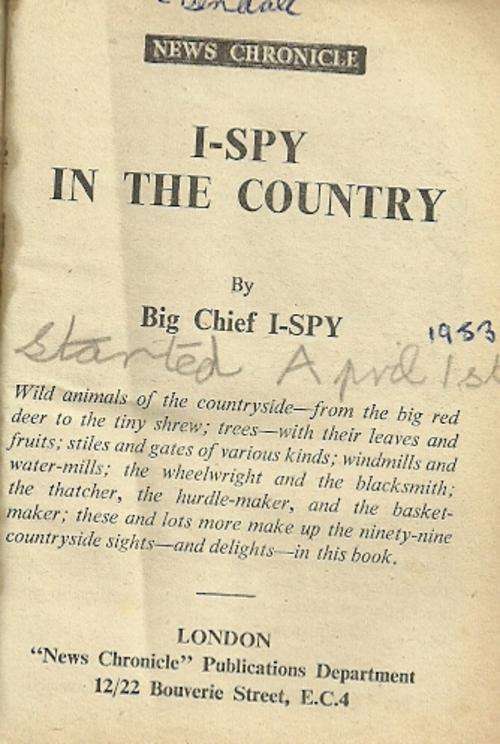 NEWS CHRONICLE
I-SPY
IN THE COUNTRY
By
Big Chief I-SPY
1953
Started April 1st
Wild animals of the countryside—from the big red
deer to the tiny shrew; trees—with their leaves and
fruits; stiles and gates of various kinds; windmills and
water-mills; the wheelwright and the blacksmith;
the thatcher, the hurdle-maker, and the basket-
maker; these and lots more make up the ninety-nine
countryside sights—and delights—in this book.
LONDON
"News Chronicle" Publications Department
12/22 Bouverie Street, E.C.4